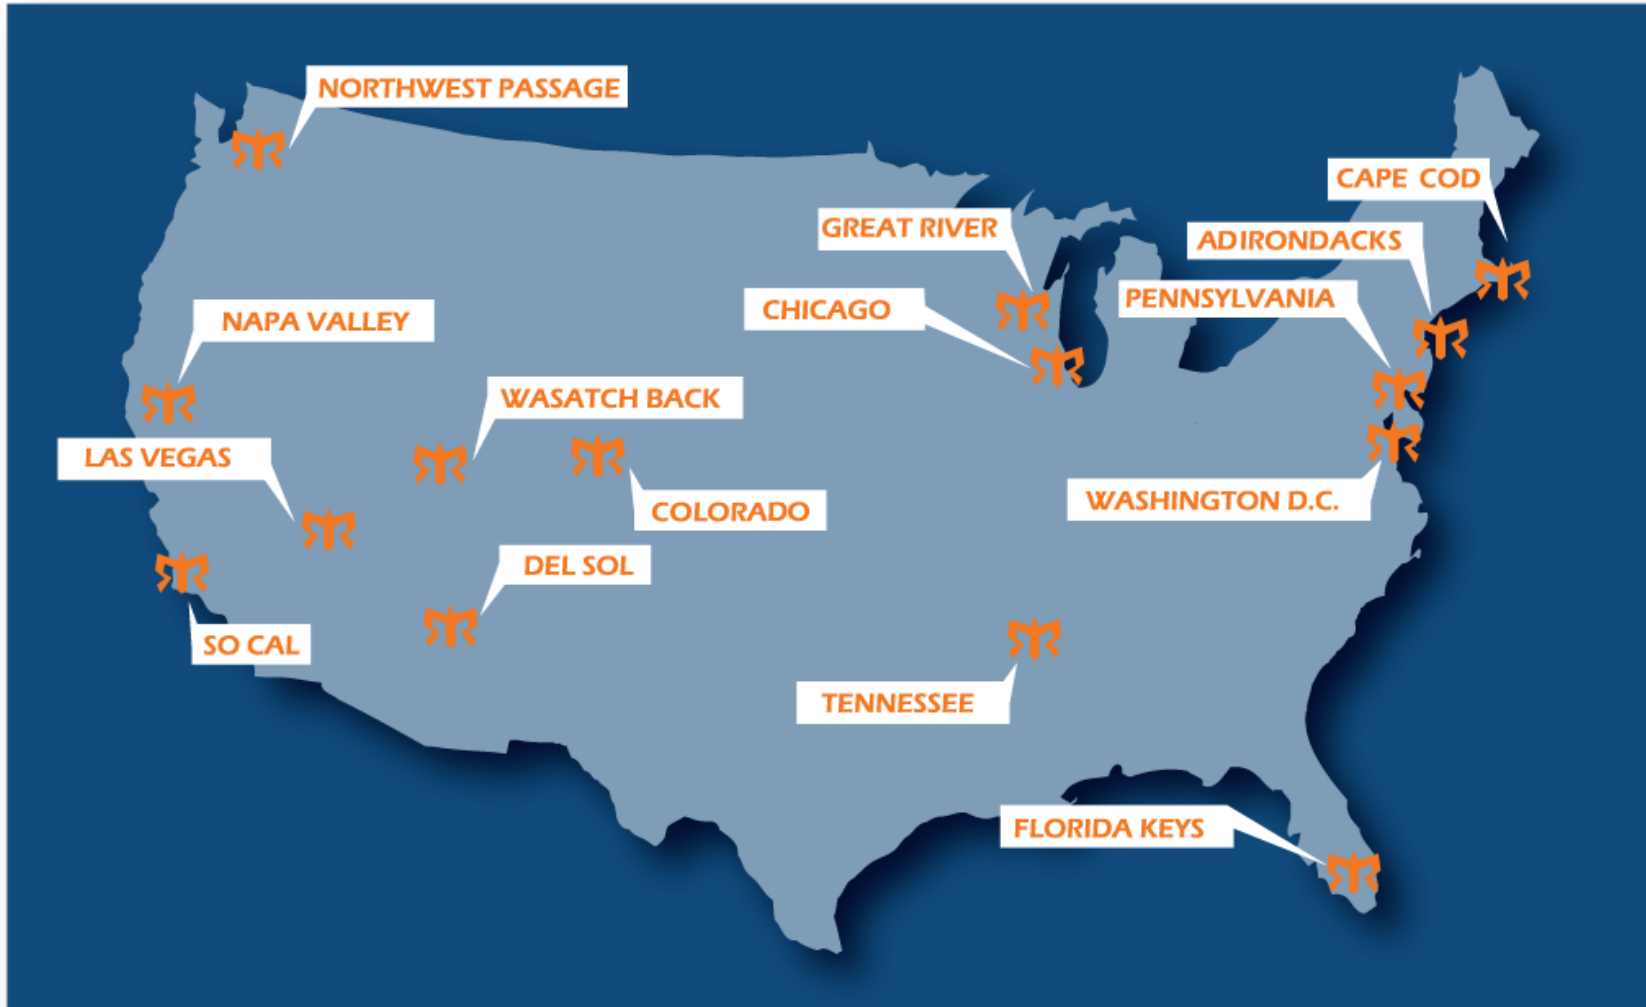 NORTHWEST PASSAGE
CAPE COD
GREAT RIVER
ADIRONDACKS
PENNSYLVANIA
CHICAGO
NAPA VALLEY
WASATCH BACK
LAS VEGAS
COLORADO
WASHINGTON D.C.
DEL SOL
SO CAL
TENNESSEE
FLORIDA KEYS